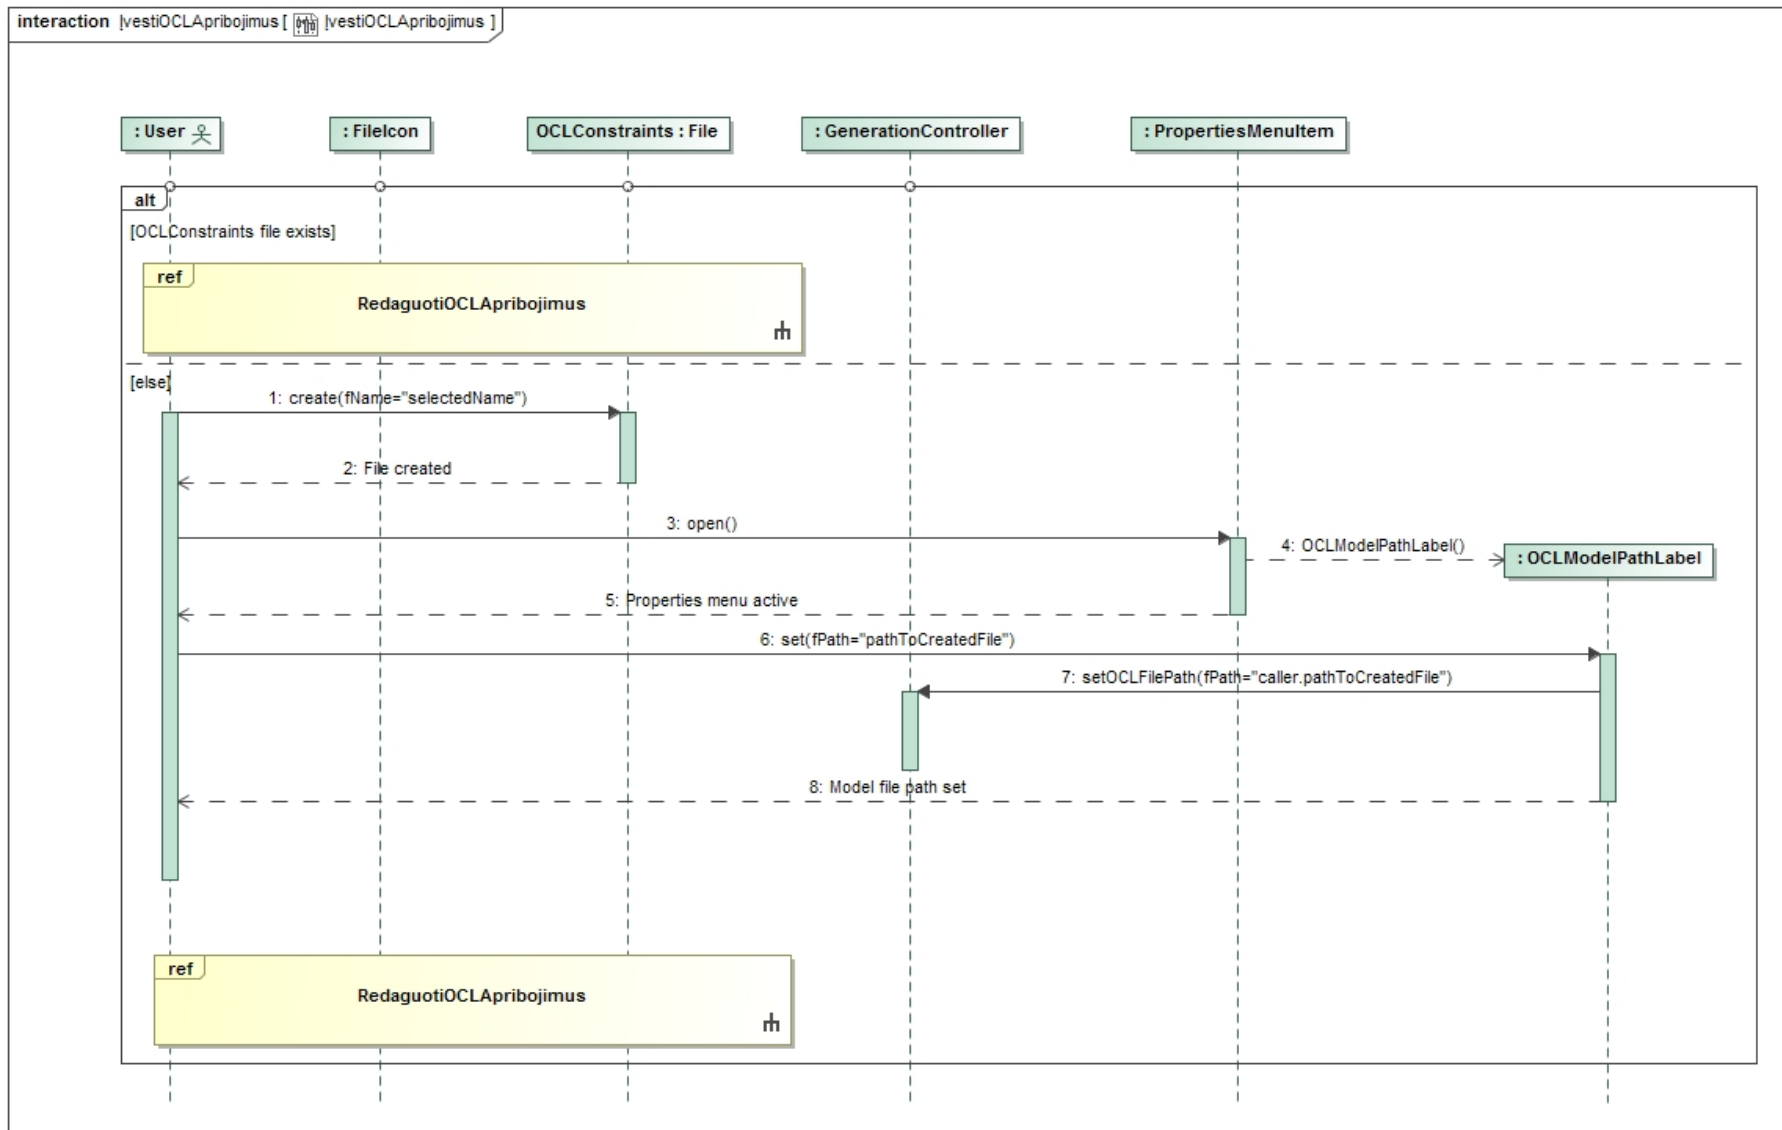 interaction ĮvestiOCLApribojimus [ ĮvestiOCLApribojimus ]
: User
: FileIcon
OCLConstraints : File
: GenerationController
: PropertiesMenuItem
alt
[OCLConstraints file exists]
ref
RedaguotiOCLApribojimus
[else]
1: create(fName="selectedName")
2: File created
3: open()
4: OCLModelPathLabel()
: OCLModelPathLabel
5: Properties menu active
6: set(fPath="pathToCreatedFile")
7: setOCLFilePath(fPath="caller.pathToCreatedFile")
8: Model file path set
ref
RedaguotiOCLApribojimus